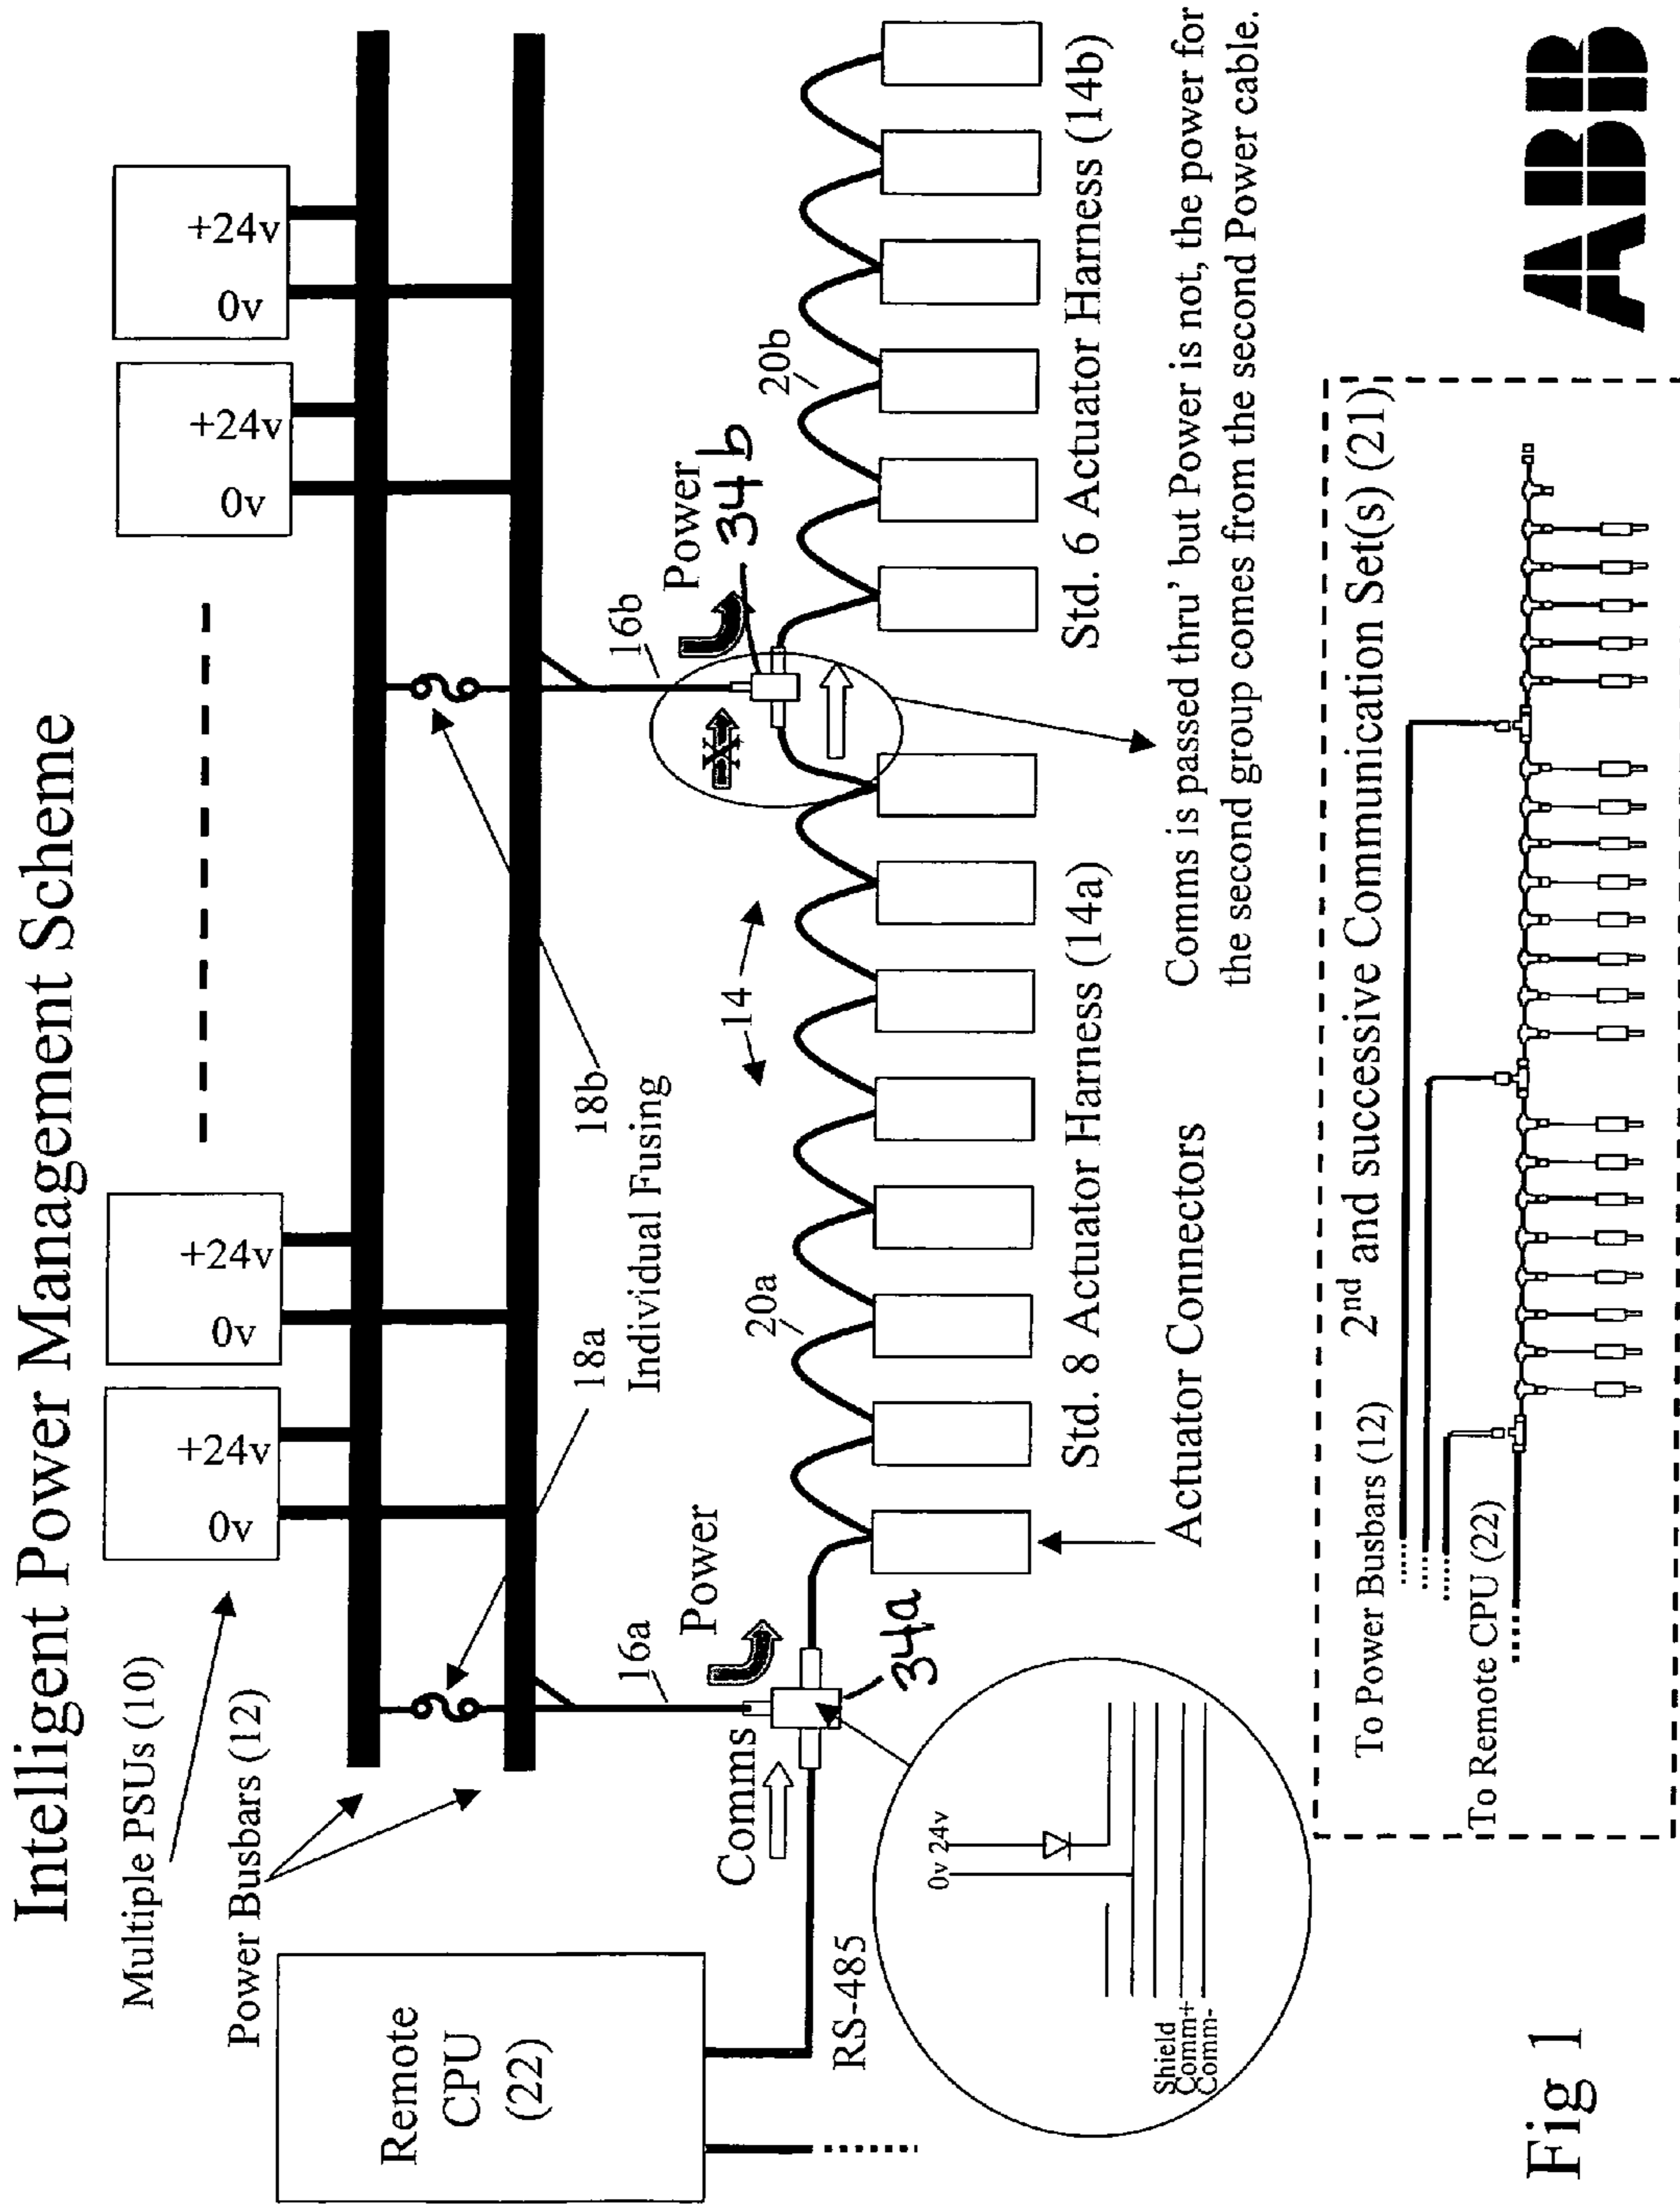 Intelligent Power Management Scheme
Multiple PSUs (10)
Power Busbars (12)
0v +24v
0v +24v
0v +24v
0v +24v
Remote
CPU
(22)
RS-485
Comms
16a
Power
34a
18a
18b
Individual Fusing
16b
Power
34b
14
20a
20b
Std. 8 Actuator Harness (14a)
Std. 6 Actuator Harness (14b)
Actuator Connectors
X
Comms is passed thru' but Power is not, the power for
the second group comes from the second Power cable.
0v 24v
Shield
Comm+
Comm-
To Power Busbars (12)
2nd and successive Communication Set(s) (21)
To Remote CPU (22)
Fig 1
ABB